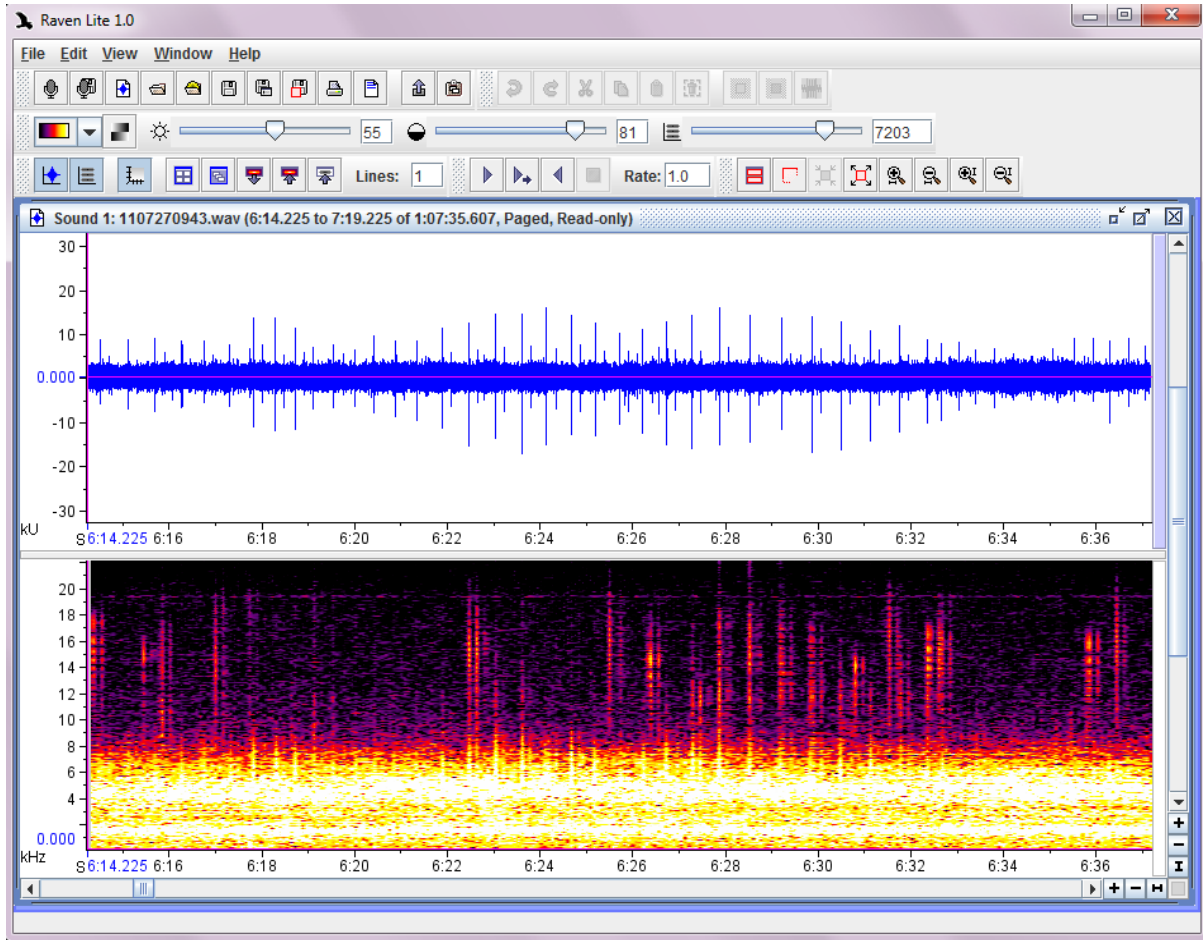 Raven Lite 1.0
File Edit View Window Help
55 81 7203
Lines: 1 Rate: 1.0
Sound 1: 1107270943.wav (6:14.225 to 7:19.225 of 1:07:35.607, Paged, Read-only)
30
20
10
0.000
-10
-20
-30
kU
S6:14.225 6:16 6:18 6:20 6:22 6:24 6:26 6:28 6:30 6:32 6:34 6:36
20
18
16
14
12
10
8
6
4
0.000
kHz
S6:14.225 6:16 6:18 6:20 6:22 6:24 6:26 6:28 6:30 6:32 6:34 6:36